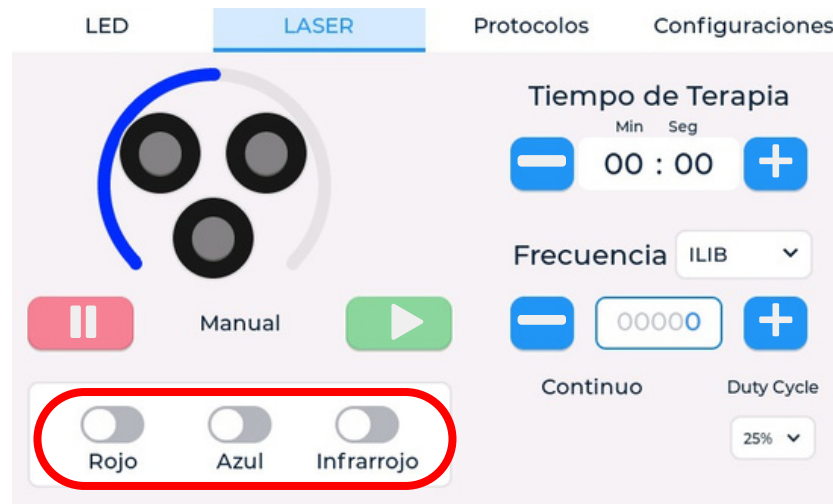 LED LASER Protocolos Configuraciones
Tiempo de Terapia
Min Seg
00 : 00
Frecuencia ILIB
Manual
00000
Continuo Duty Cycle
25%
Rojo Azul Infrarrojo